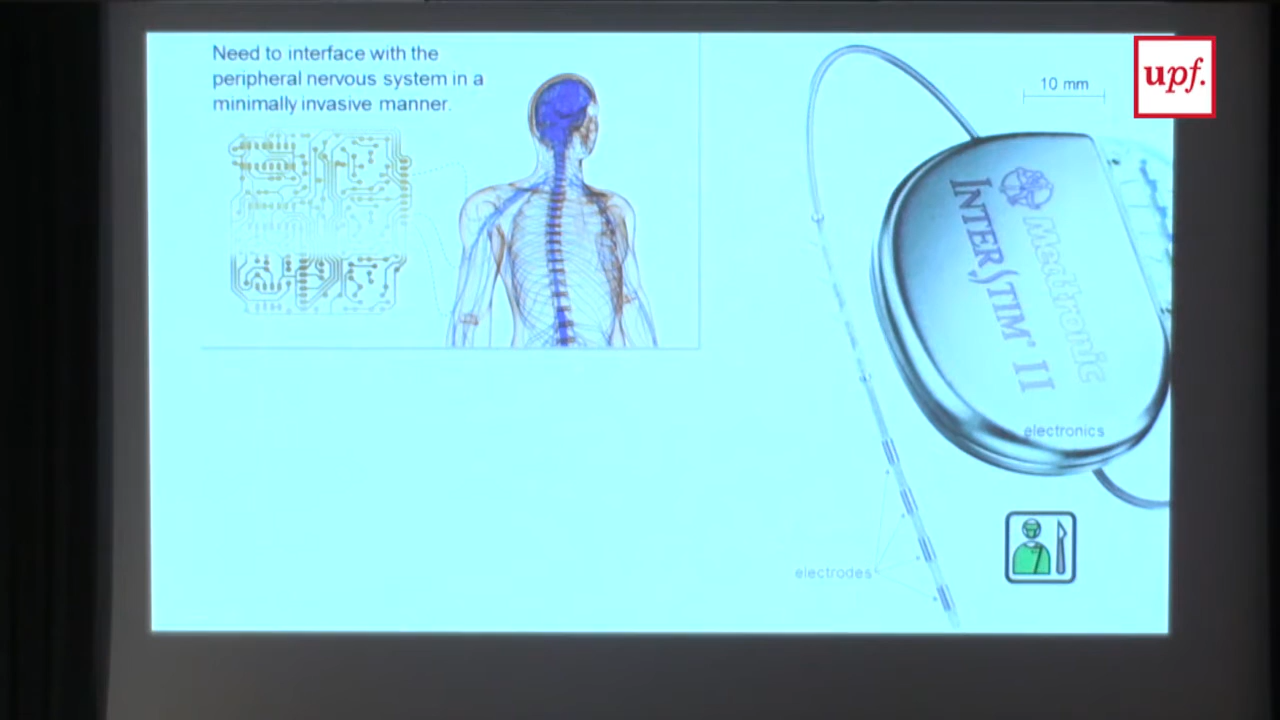 Need to interface with the
peripheral nervous system in a
minimally invasive manner.
upf.
10 mm
Medtronic
INTERSTIM® II
electronics
electrodes